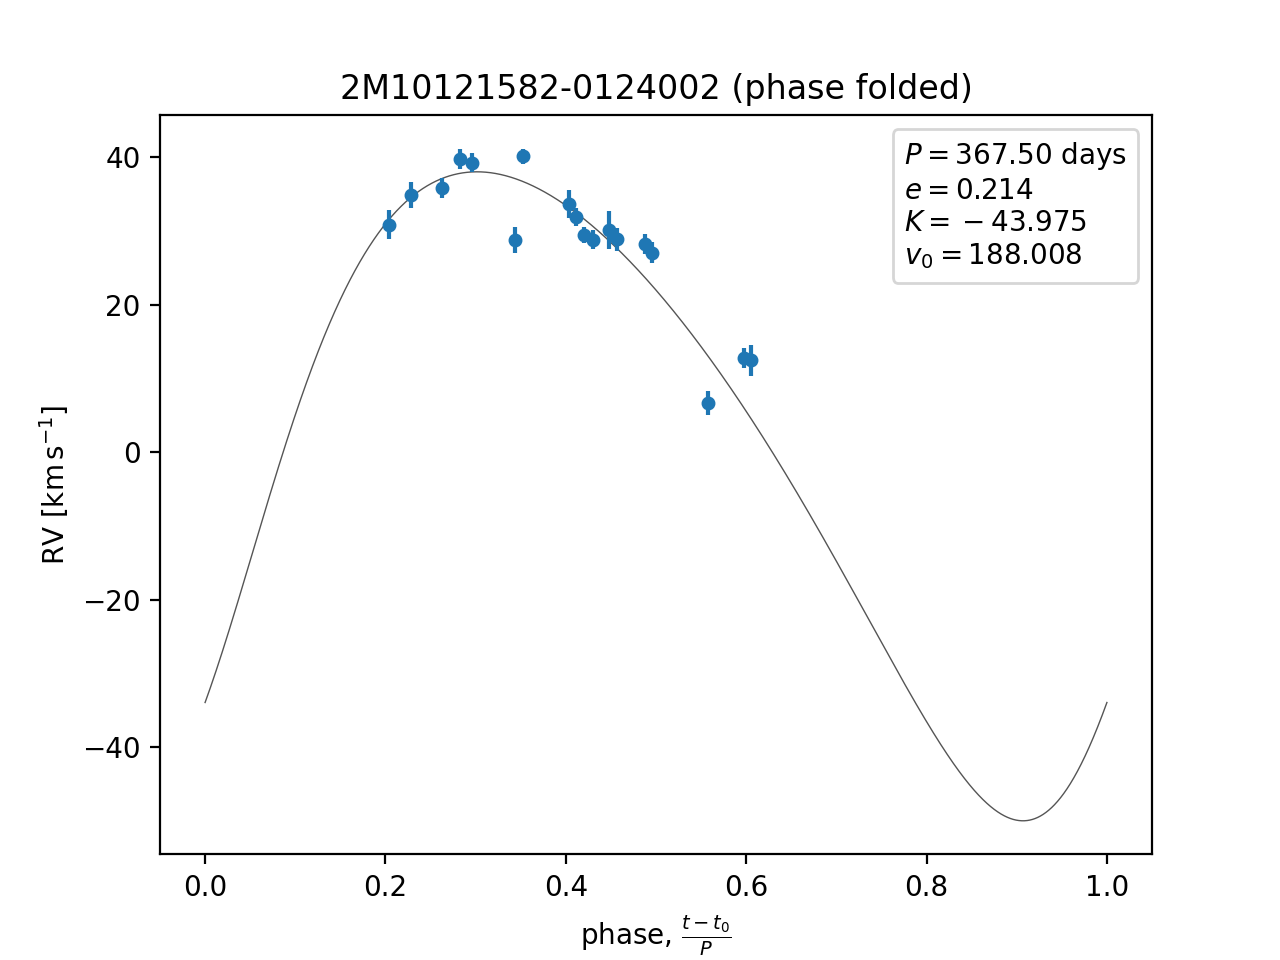 2M10121582-0124002 (phase folded)
P = 367.50 days
e = 0.214
K = −43.975
v₀ = 188.008
40
20
0
−20
−40
RV [km s⁻¹]
0.0 0.2 0.4 0.6 0.8 1.0
phase, (t − t₀)/P